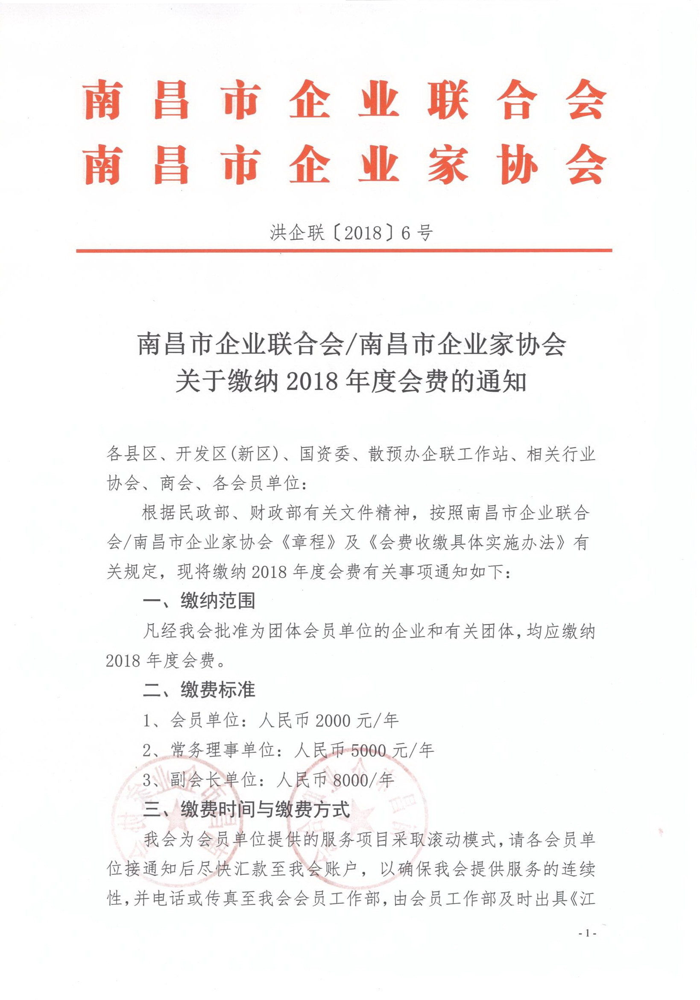 南昌市企业联合会
南昌市企业家协会
洪企联〔2018〕6号
南昌市企业联合会/南昌市企业家协会
关于缴纳2018年度会费的通知
各县区、开发区(新区)、国资委、散预办企联工作站、相关行业
协会、商会、各会员单位:
根据民政部、财政部有关文件精神，按照南昌市企业联合
会/南昌市企业家协会《章程》及《会费收缴具体实施办法》有
关规定，现将缴纳2018年度会费有关事项通知如下:
一、缴纳范围
凡经我会批准为团体会员单位的企业和有关团体，均应缴纳
2018年度会费。
二、缴费标准
1、会员单位: 人民币2000元/年
2、常务理事单位: 人民币5000元/年
3、副会长单位: 人民币8000/年
三、缴费时间与缴费方式
我会为会员单位提供的服务项目采取滚动模式，请各会员单
位接通知后尽快汇款至我会账户，以确保我会提供服务的连续
性，并电话或传真至我会会员工作部，由会员工作部及时出具《江
-1-